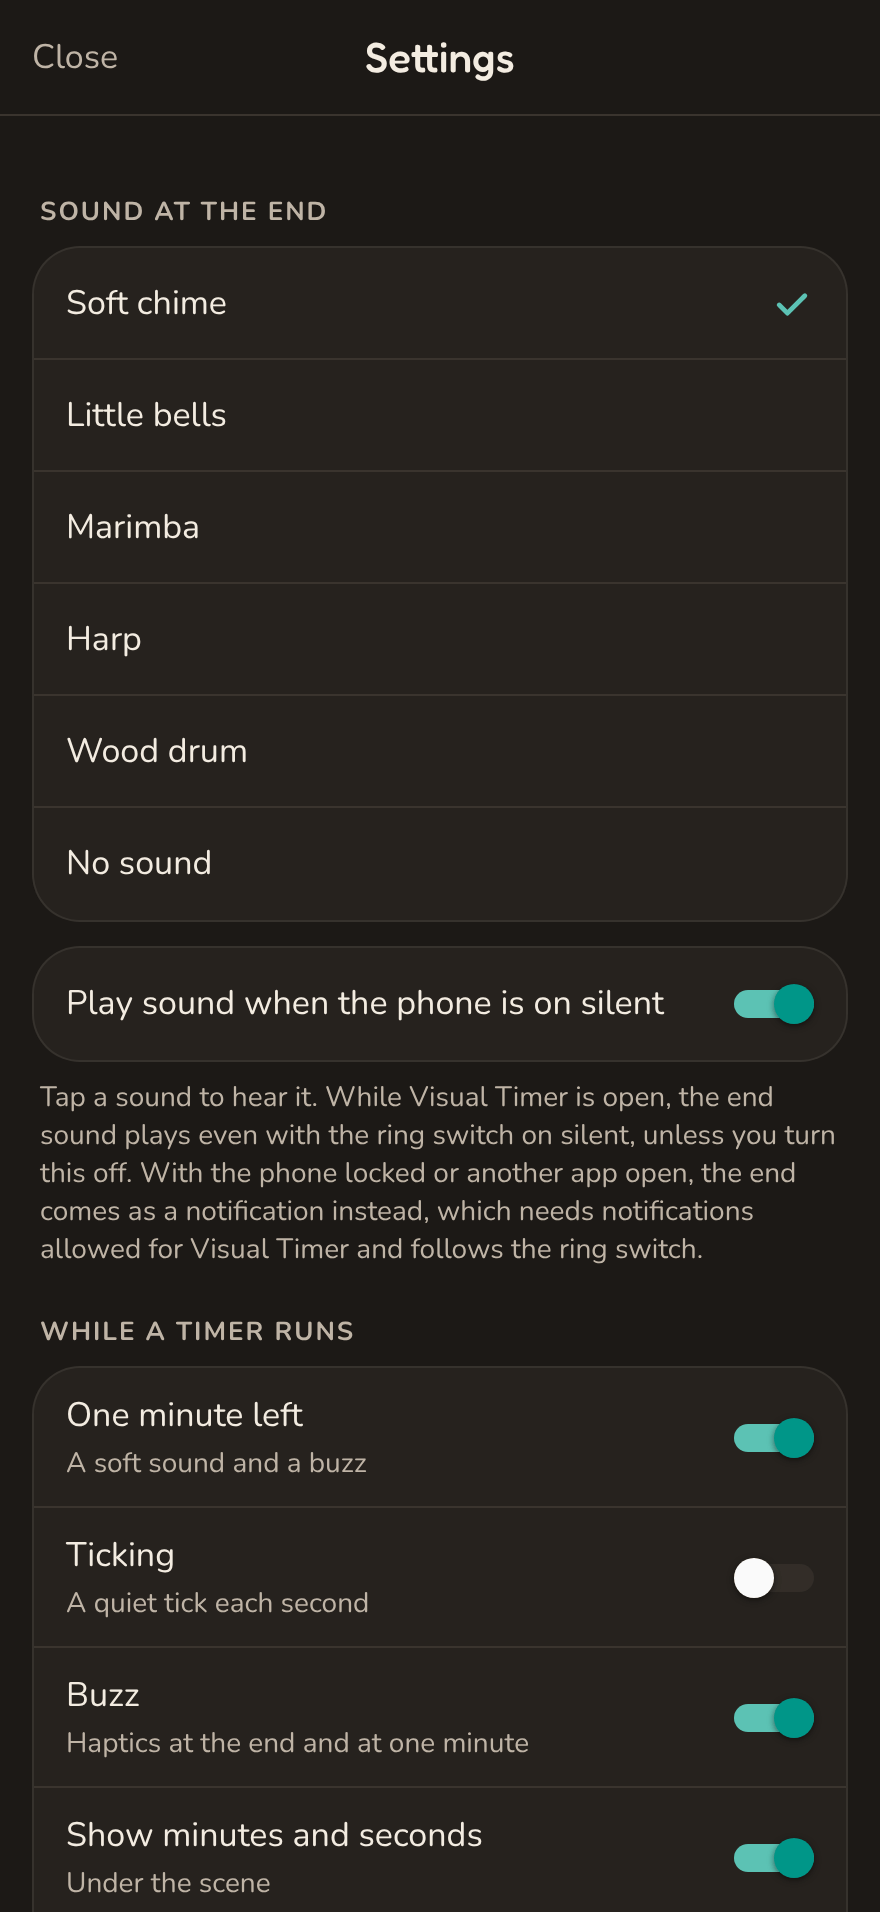 Close
Settings
SOUND AT THE END
Soft chime
Little bells
Marimba
Harp
Wood drum
No sound
Play sound when the phone is on silent
Tap a sound to hear it. While Visual Timer is open, the end
sound plays even with the ring switch on silent, unless you turn
this off. With the phone locked or another app open, the end
comes as a notification instead, which needs notifications
allowed for Visual Timer and follows the ring switch.
WHILE A TIMER RUNS
One minute left
A soft sound and a buzz
Ticking
A quiet tick each second
Buzz
Haptics at the end and at one minute
Show minutes and seconds
Under the scene